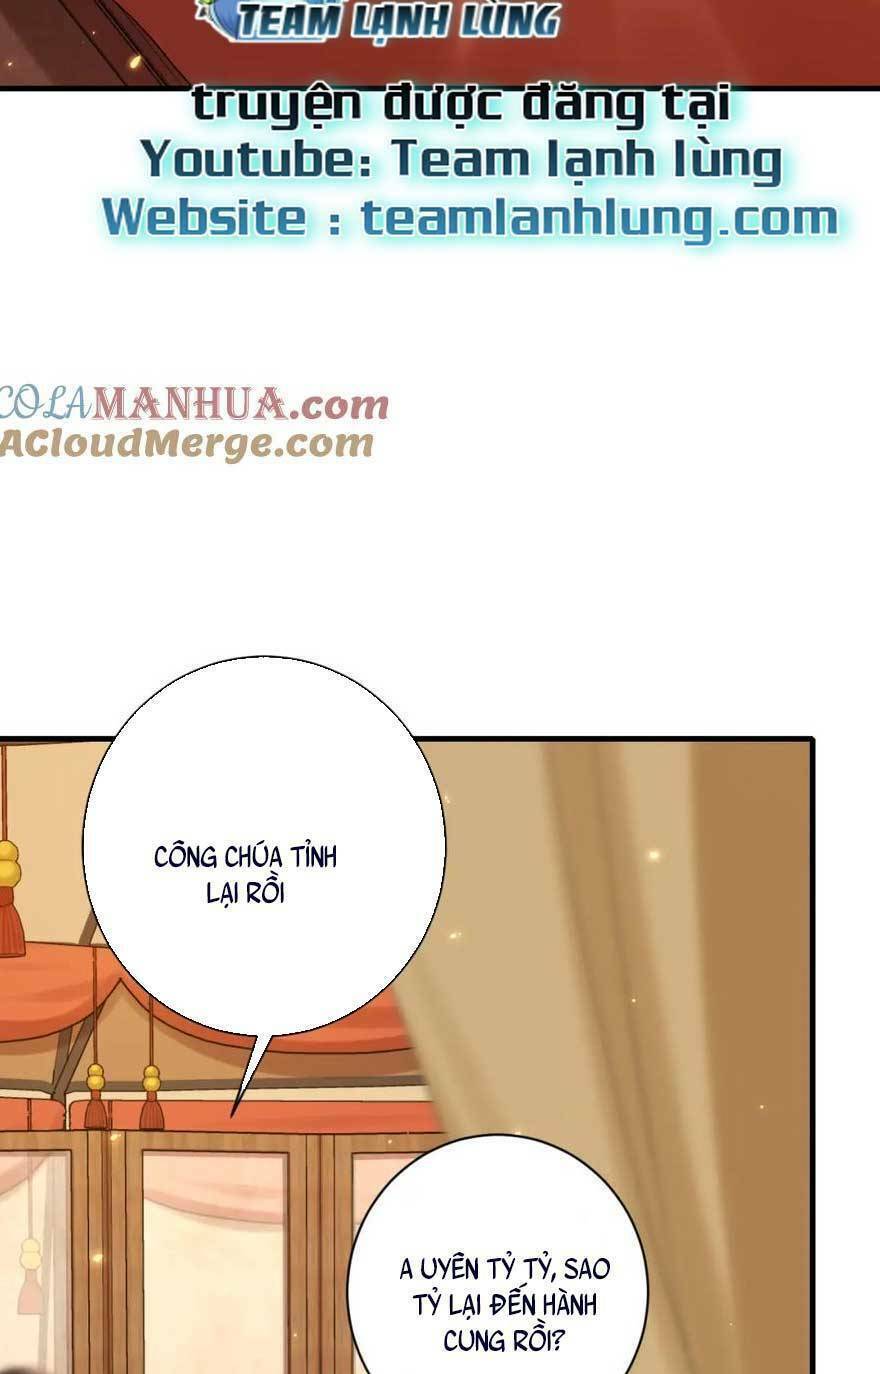 TEAM LẠNH LÙNG
truyện được đăng tại
Youtube: Team lạnh lùng
Website : teamlanhlung.com
COLAMANHUA.com
ACloudMerge.com
CÔNG CHÚA TỈNH
LẠI RỒI
A UYÊN TỶ TỶ, SAO
TỶ LẠI ĐẾN HÀNH
CUNG RỒI?